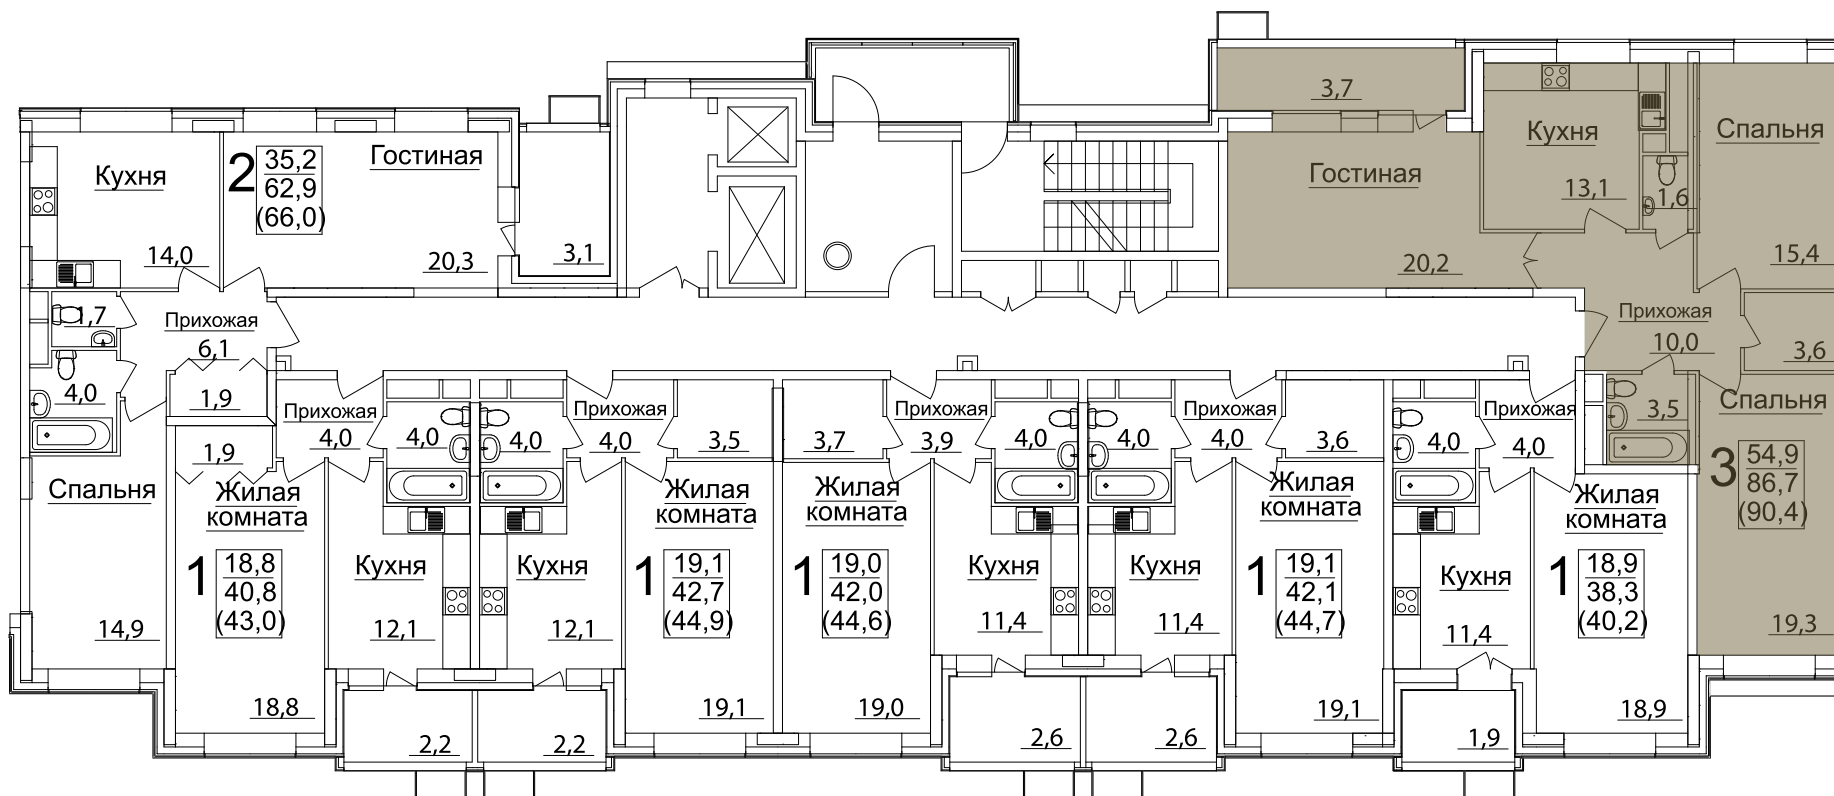 3,7
Кухня
Спальня
Гостиная
13,1
1,6
20,2
15,4
Прихожая
10,0
3,6
3,5
Спальня
3
54,9
86,7
(90,4)
19,3
2
35,2
62,9
(66,0)
Гостиная
Кухня
14,0
20,3
3,1
1,7
Прихожая
6,1
4,0
1,9
Спальня
14,9
1,9
Прихожая
4,0
4,0
Жилая
комната
1
18,8
40,8
(43,0)
Кухня
12,1
18,8
2,2
4,0
Прихожая
4,0
3,5
Жилая
комната
Кухня
1
19,1
42,7
(44,9)
12,1
19,1
2,2
3,7
Прихожая
3,9
4,0
Жилая
комната
1
19,0
42,0
(44,6)
Кухня
11,4
19,0
2,6
4,0
Прихожая
4,0
3,6
Жилая
комната
Кухня
1
19,1
42,1
(44,7)
11,4
19,1
2,6
4,0
Прихожая
4,0
Жилая
комната
Кухня
1
18,9
38,3
(40,2)
11,4
18,9
1,9